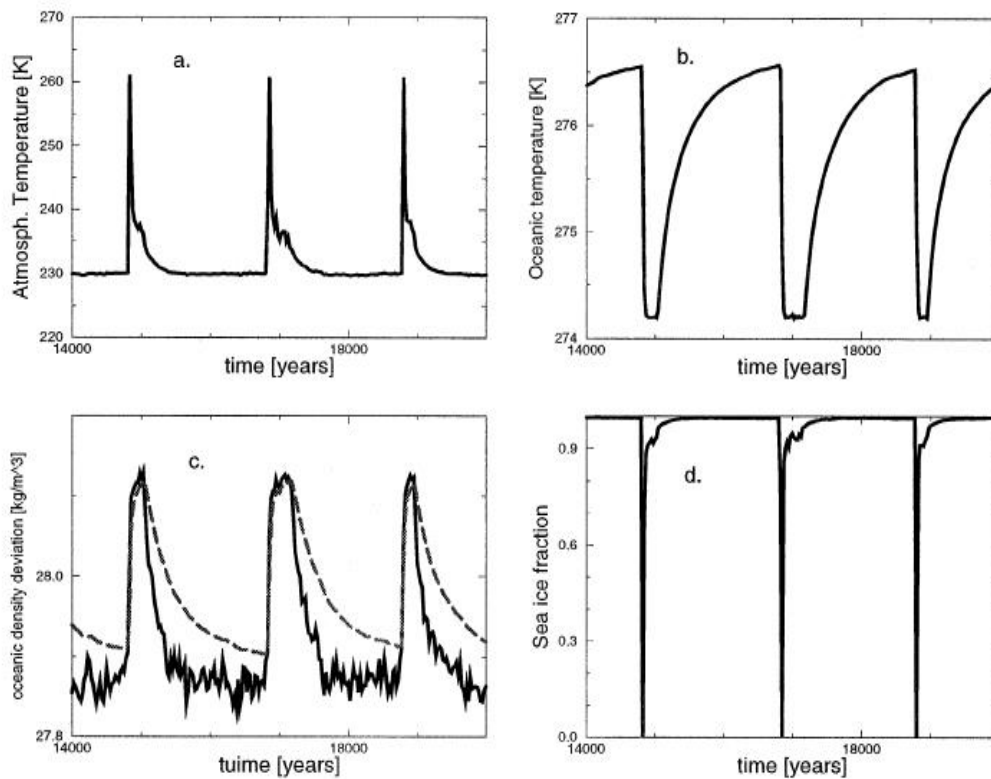 270
260
250
240
230
220
Atmosph. Temperature [K]
a.
14000
18000
time [years]
277
276
275
274
Oceanic temperature [K]
b.
14000
18000
time [years]
28.0
27.8
oceanic density deviation [kg/m^3]
c.
14000
18000
tuime [years]
0.9
0.6
0.3
0.0
Sea ice fraction
d.
14000
18000
time [years]